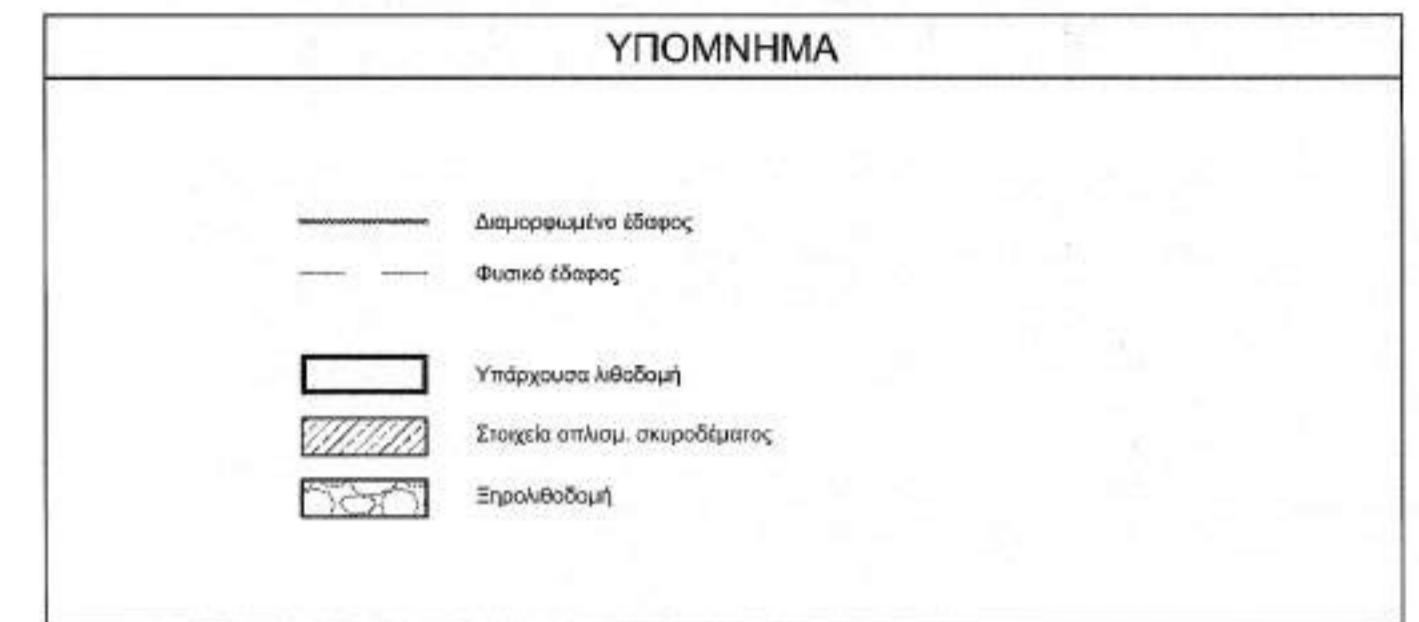 ΥΠΟΜΝΗΜΑ
Διαμορφωμένο έδαφος
Φυσικό έδαφος
Υπάρχουσα λιθοδομή
Στοιχεία οπλισμ. σκυροδέματος
Ξηρολιθοδομή